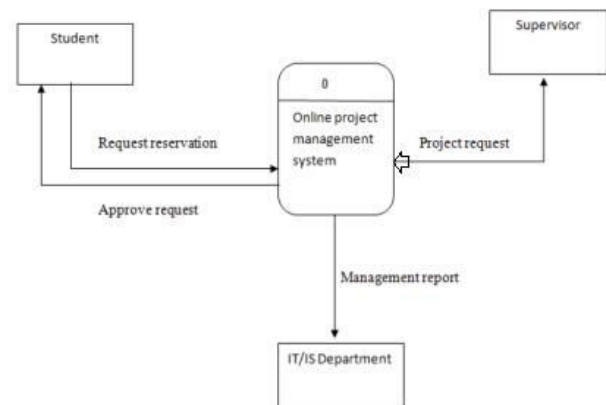 Student
Supervisor
0
Online project
management
system
Request reservation
Project request
Approve request
Management report
IT/IS Department